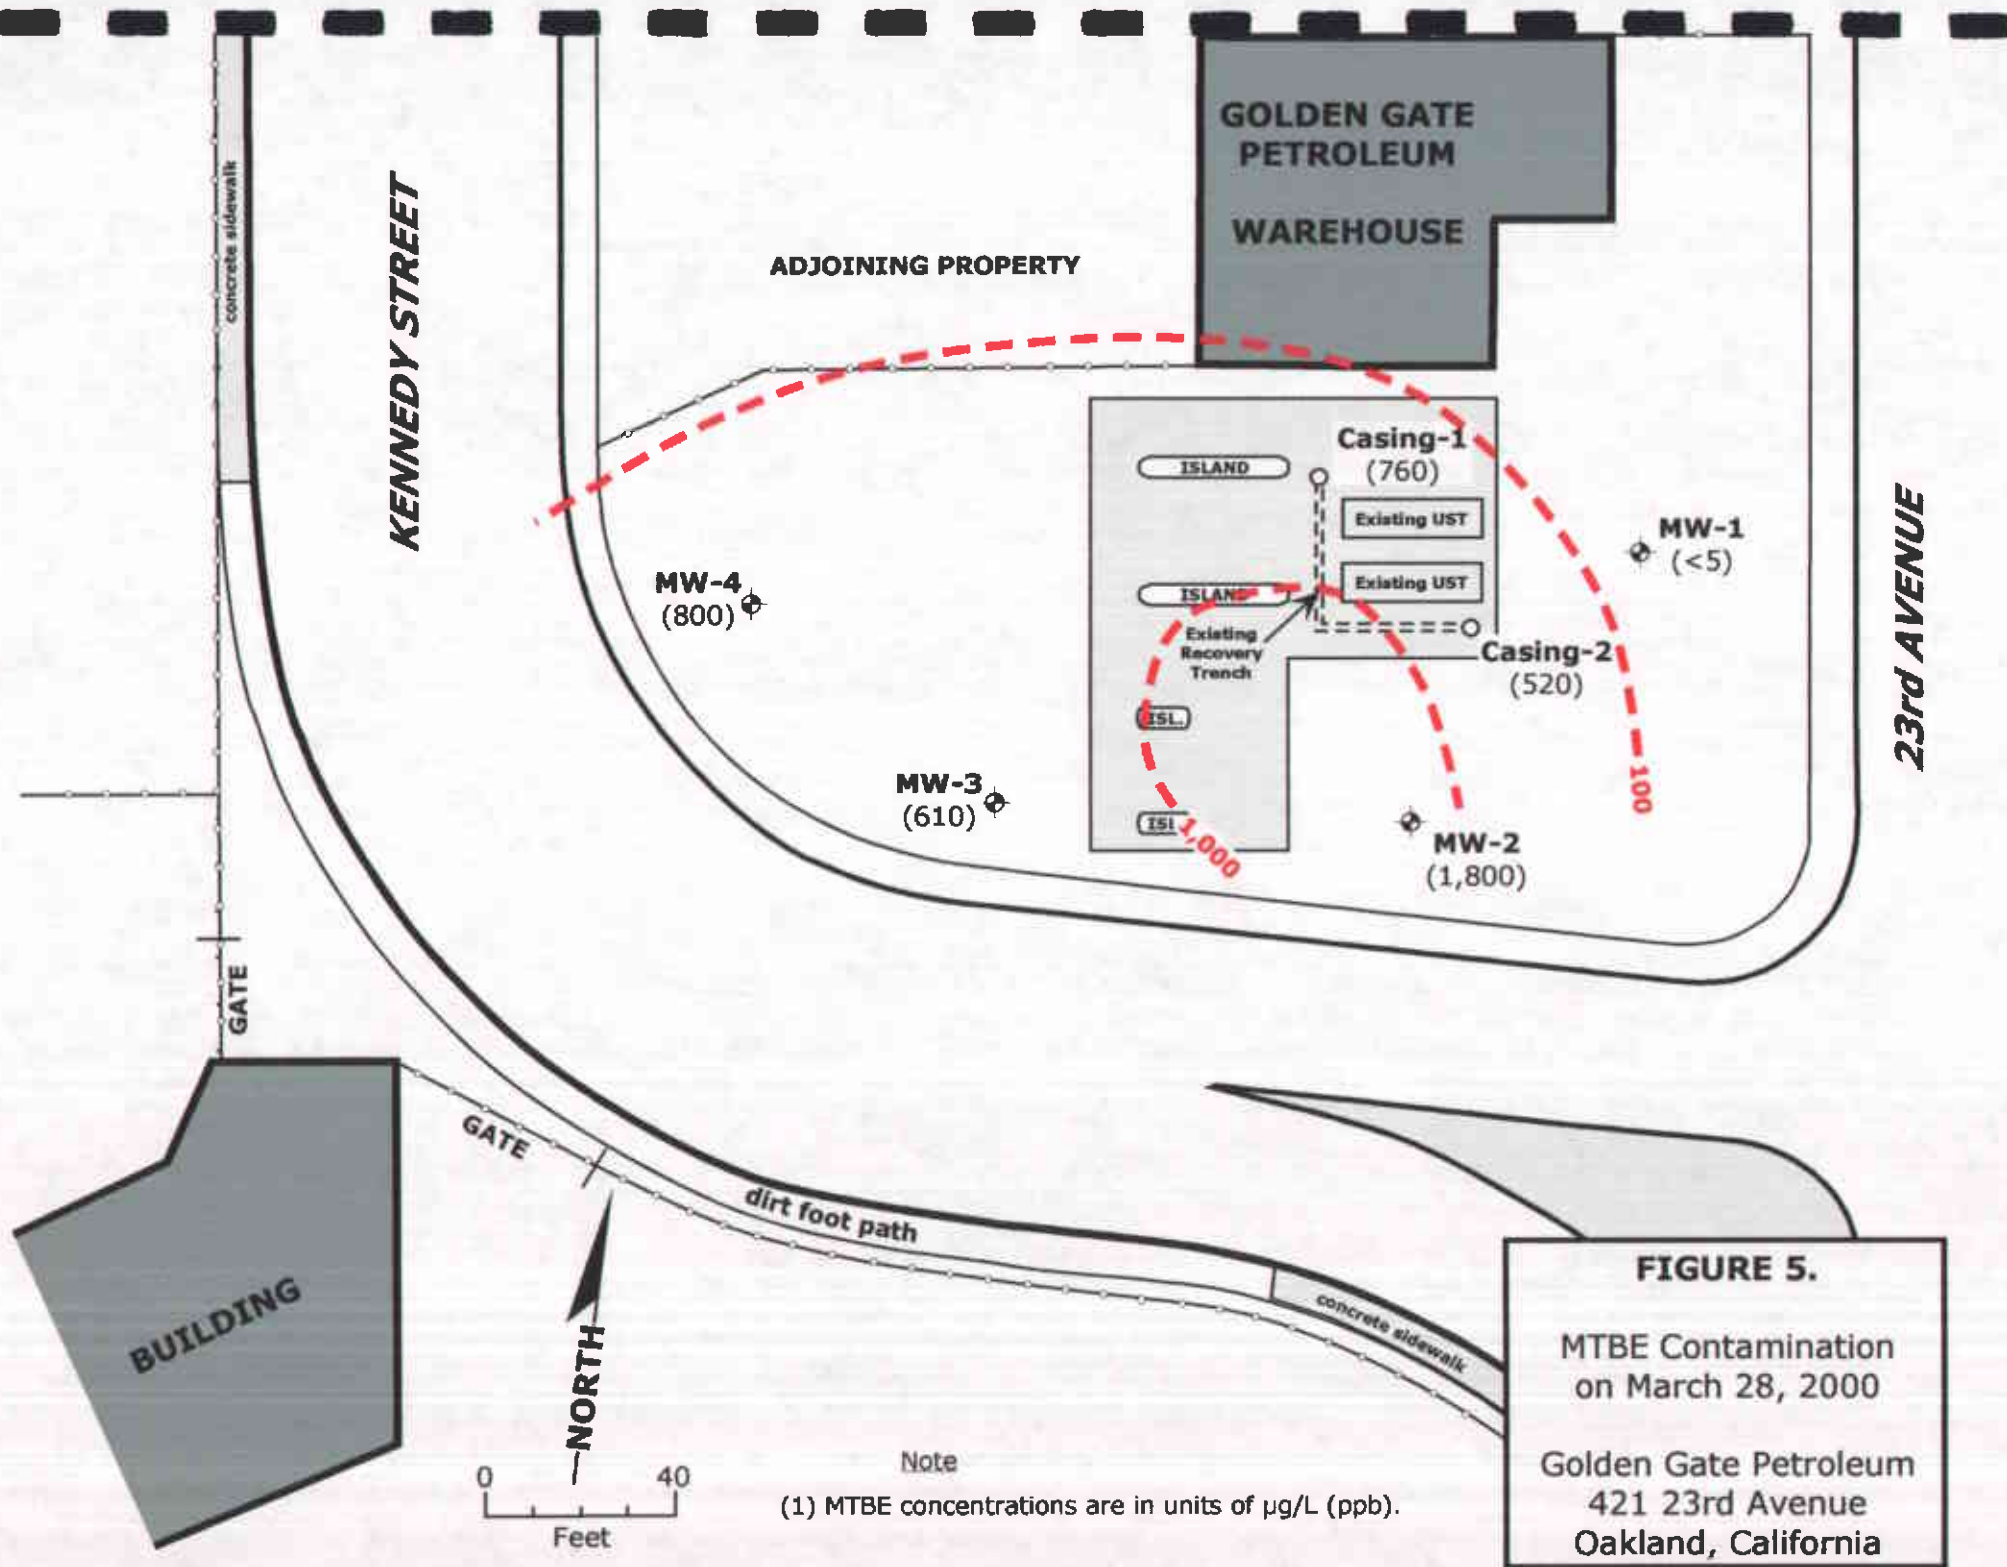 GOLDEN GATE
PETROLEUM
WAREHOUSE
concrete sidewalk
KENNEDY STREET
ADJOINING PROPERTY
Casing-1
(760)
ISLAND
Existing UST
23rd AVENUE
MW-1
(<5)
MW-4
(800)
ISLAND
Existing UST
Existing
Recovery
Trench
Casing-2
(520)
ISL.
100
MW-3
(610)
ISL
1,000
MW-2
(1,800)
GATE
GATE
dirt foot path
BUILDING
NORTH
concrete sidewalk
FIGURE 5.
MTBE Contamination
on March 28, 2000
Golden Gate Petroleum
421 23rd Avenue
Oakland, California
0 40
Feet
Note
(1) MTBE concentrations are in units of µg/L (ppb).